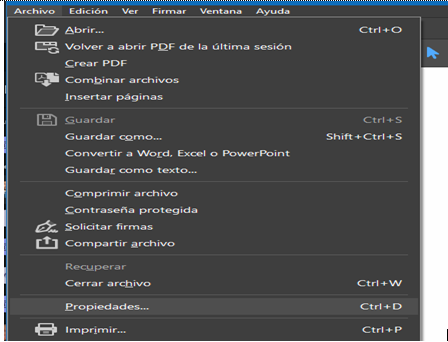 Archivo Edición Ver Firmar Ventana Ayuda
Abrir... Ctrl+O
Volver a abrir PDF de la última sesión
Crear PDF
Combinar archivos
Insertar páginas
Guardar Ctrl+S
Guardar como... Shift+Ctrl+S
Convertir a Word, Excel o PowerPoint
Guardar como texto...
Comprimir archivo
Contraseña protegida
Solicitar firmas
Compartir archivo
Recuperar
Cerrar archivo Ctrl+W
Propiedades... Ctrl+D
Imprimir... Ctrl+P